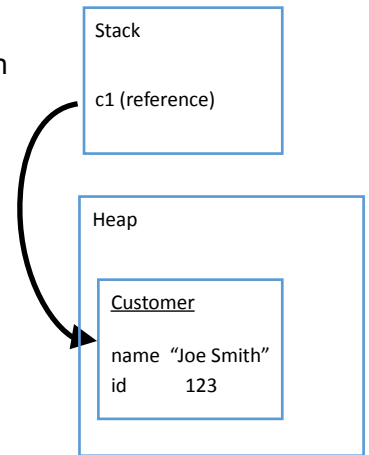 Stack
c1 (reference)
Heap
Customer
name “Joe Smith”
id 123